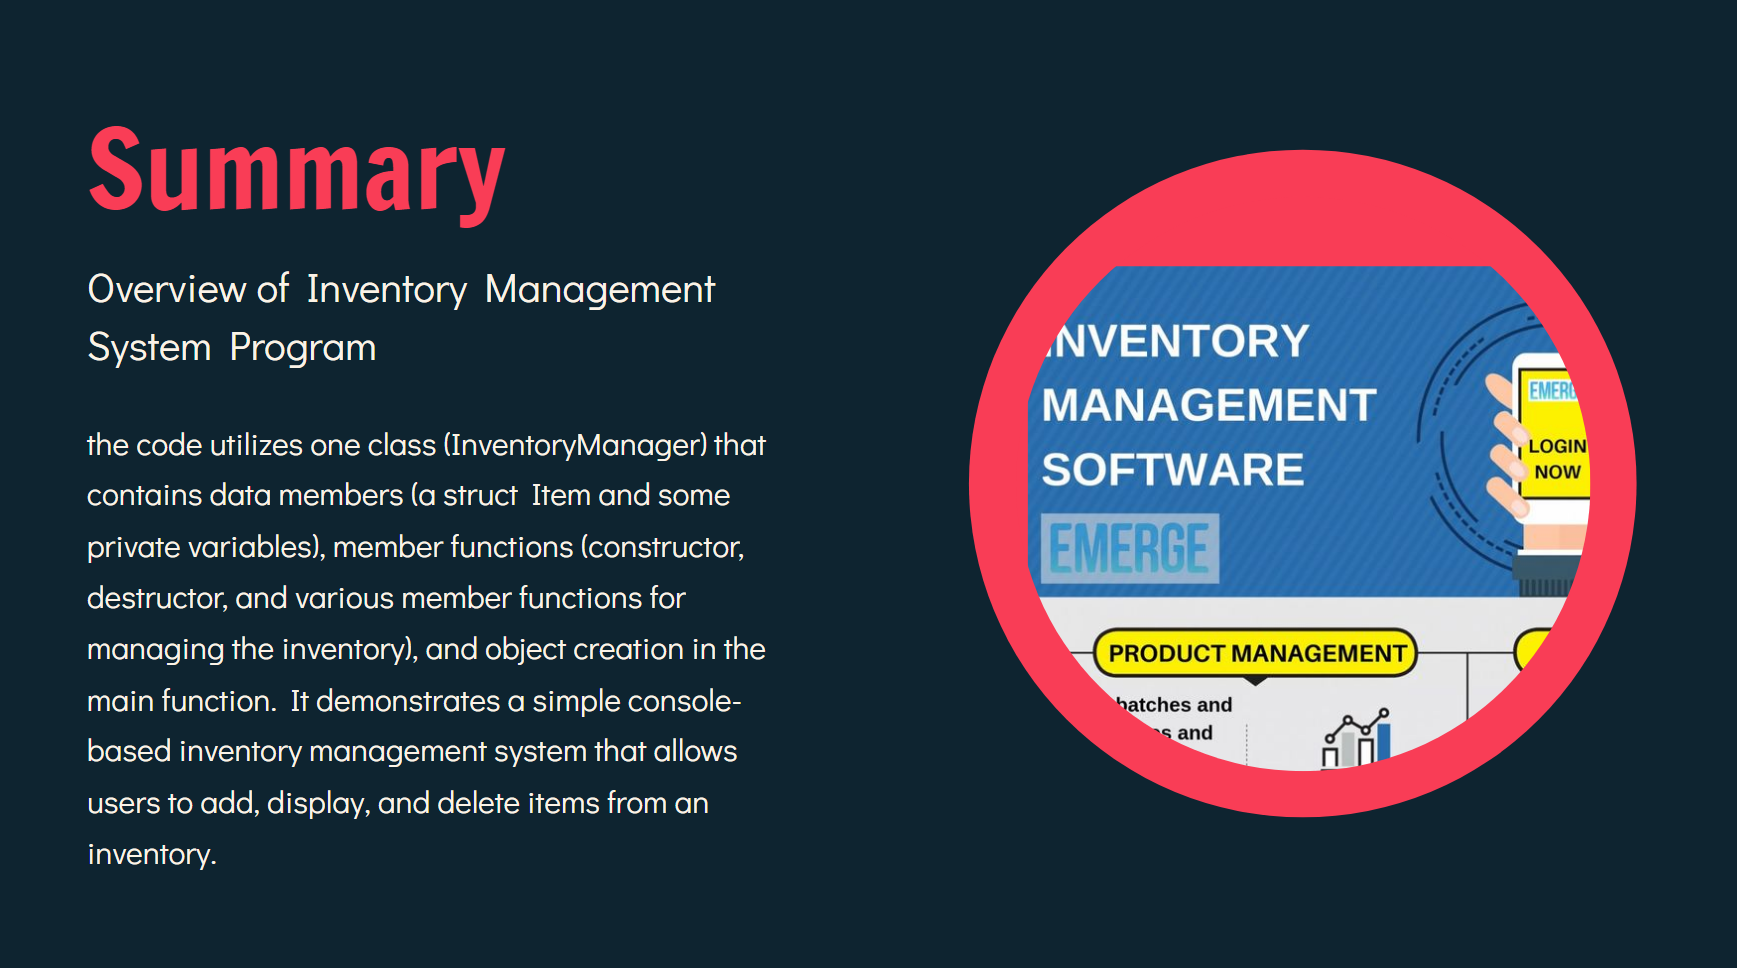 Summary
Overview of Inventory Management
System Program
the code utilizes one class (InventoryManager) that
contains data members (a struct Item and some
private variables), member functions (constructor,
destructor, and various member functions for
managing the inventory), and object creation in the
main function. It demonstrates a simple console-
based inventory management system that allows
users to add, display, and delete items from an
inventory.
INVENTORY
MANAGEMENT
SOFTWARE
EMERGE
EMERG
LOGIN
NOW
PRODUCT MANAGEMENT
batches and
and